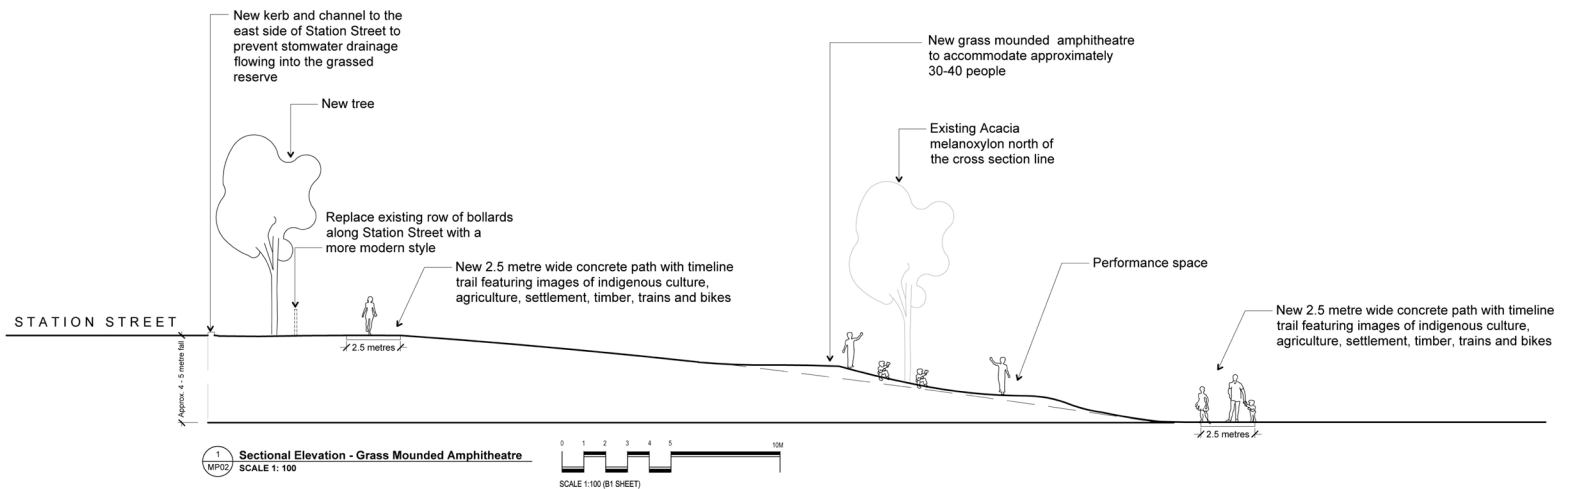 New kerb and channel to the
east side of Station Street to
prevent stomwater drainage
flowing into the grassed
reserve
New tree
Replace existing row of bollards
along Station Street with a
more modern style
New 2.5 metre wide concrete path with timeline
trail featuring images of indigenous culture,
agriculture, settlement, timber, trains and bikes
New grass mounded amphitheatre
to accommodate approximately
30-40 people
Existing Acacia
melanoxylon north of
the cross section line
Performance space
New 2.5 metre wide concrete path with timeline
trail featuring images of indigenous culture,
agriculture, settlement, timber, trains and bikes
STATION STREET
2.5 metres
Approx. 4 - 5 metre fall
2.5 metres
1
MP02
Sectional Elevation - Grass Mounded Amphitheatre
SCALE 1: 100
0 1 2 3 4 5 10M
SCALE 1:100 (B1 SHEET)